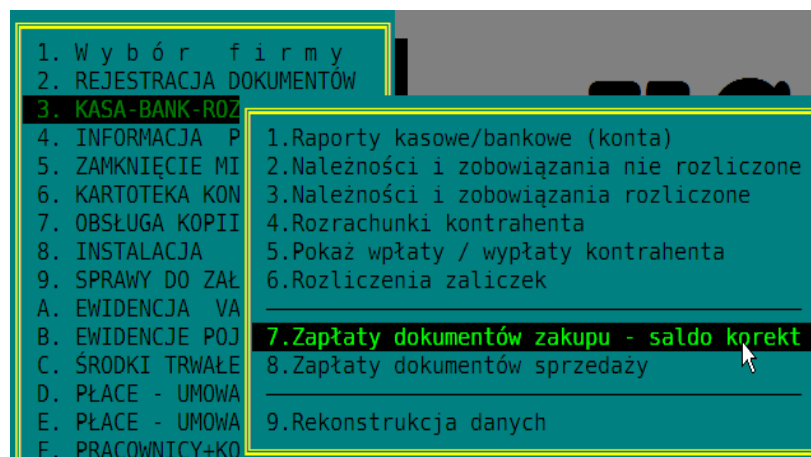 1. W y b ó r   f i r m y
2. REJESTRACJA DOKUMENTÓW
3. KASA-BANK-ROZ
4. INFORMACJA P
5. ZAMKNIĘCIE MI
6. KARTOTEKA KON
7. OBSŁUGA KOPII
8. INSTALACJA
9. SPRAWY DO ZAŁ
A. EWIDENCJA VA
B. EWIDENCJE POJ
C. ŚRODKI TRWAŁE
D. PŁACE - UMOWA
E. PŁACE - UMOWA
F. PRACOWNICY+KO
1.Raporty kasowe/bankowe (konta)
2.Należności i zobowiązania nie rozliczone
3.Należności i zobowiązania rozliczone
4.Rozrachunki kontrahenta
5.Pokaż wpłaty / wypłaty kontrahenta
6.Rozliczenia zaliczek
7.Zapłaty dokumentów zakupu - saldo korekt
8.Zapłaty dokumentów sprzedaży
9.Rekonstrukcja danych